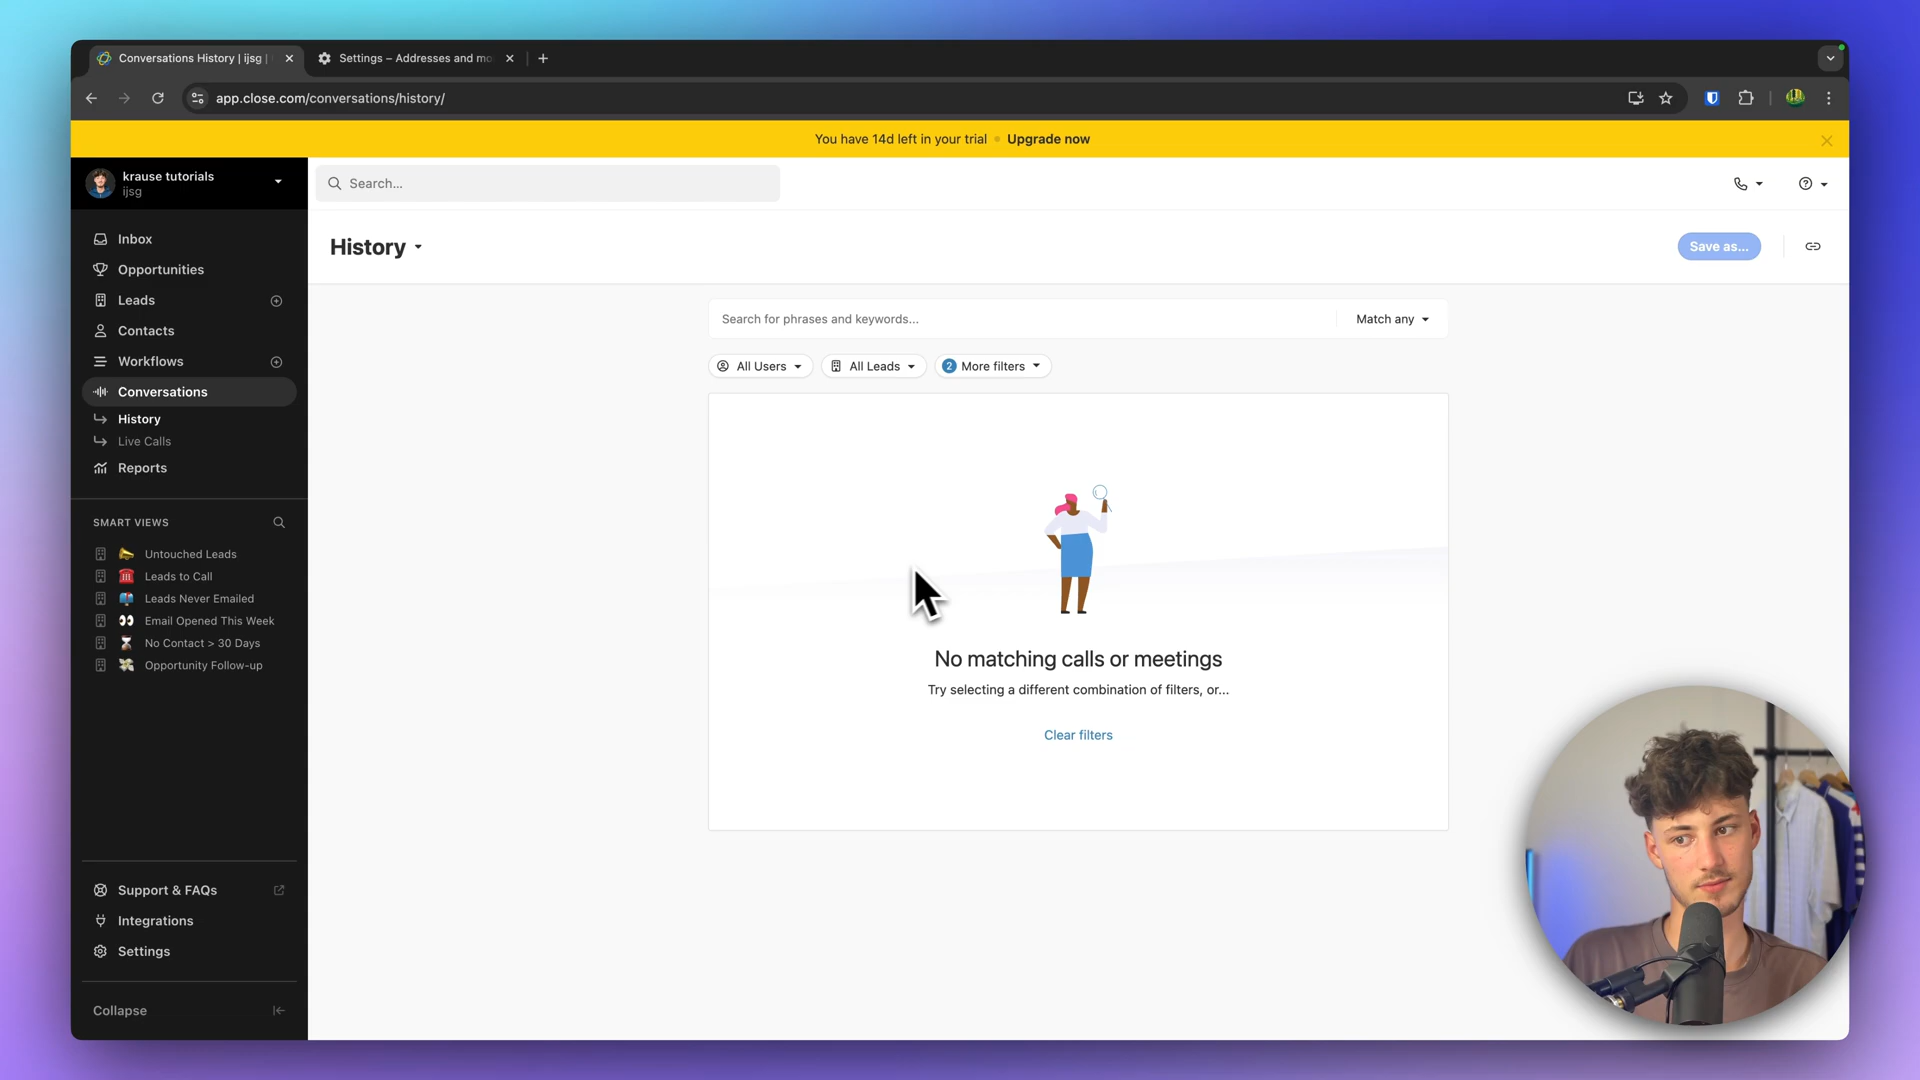 Conversations History | ijsg |
Settings – Addresses and mo
app.close.com/conversations/history/
You have 14d left in your trial • Upgrade now
krause tutorials
ijsg
Search...
Inbox
Opportunities
Leads
Contacts
Workflows
Conversations
History
Live Calls
Reports
SMART VIEWS
Untouched Leads
Leads to Call
Leads Never Emailed
Email Opened This Week
No Contact > 30 Days
Opportunity Follow-up
Support & FAQs
Integrations
Settings
Collapse
History
Save as...
Search for phrases and keywords...
Match any
All Users
All Leads
2 More filters
No matching calls or meetings
Try selecting a different combination of filters, or...
Clear filters